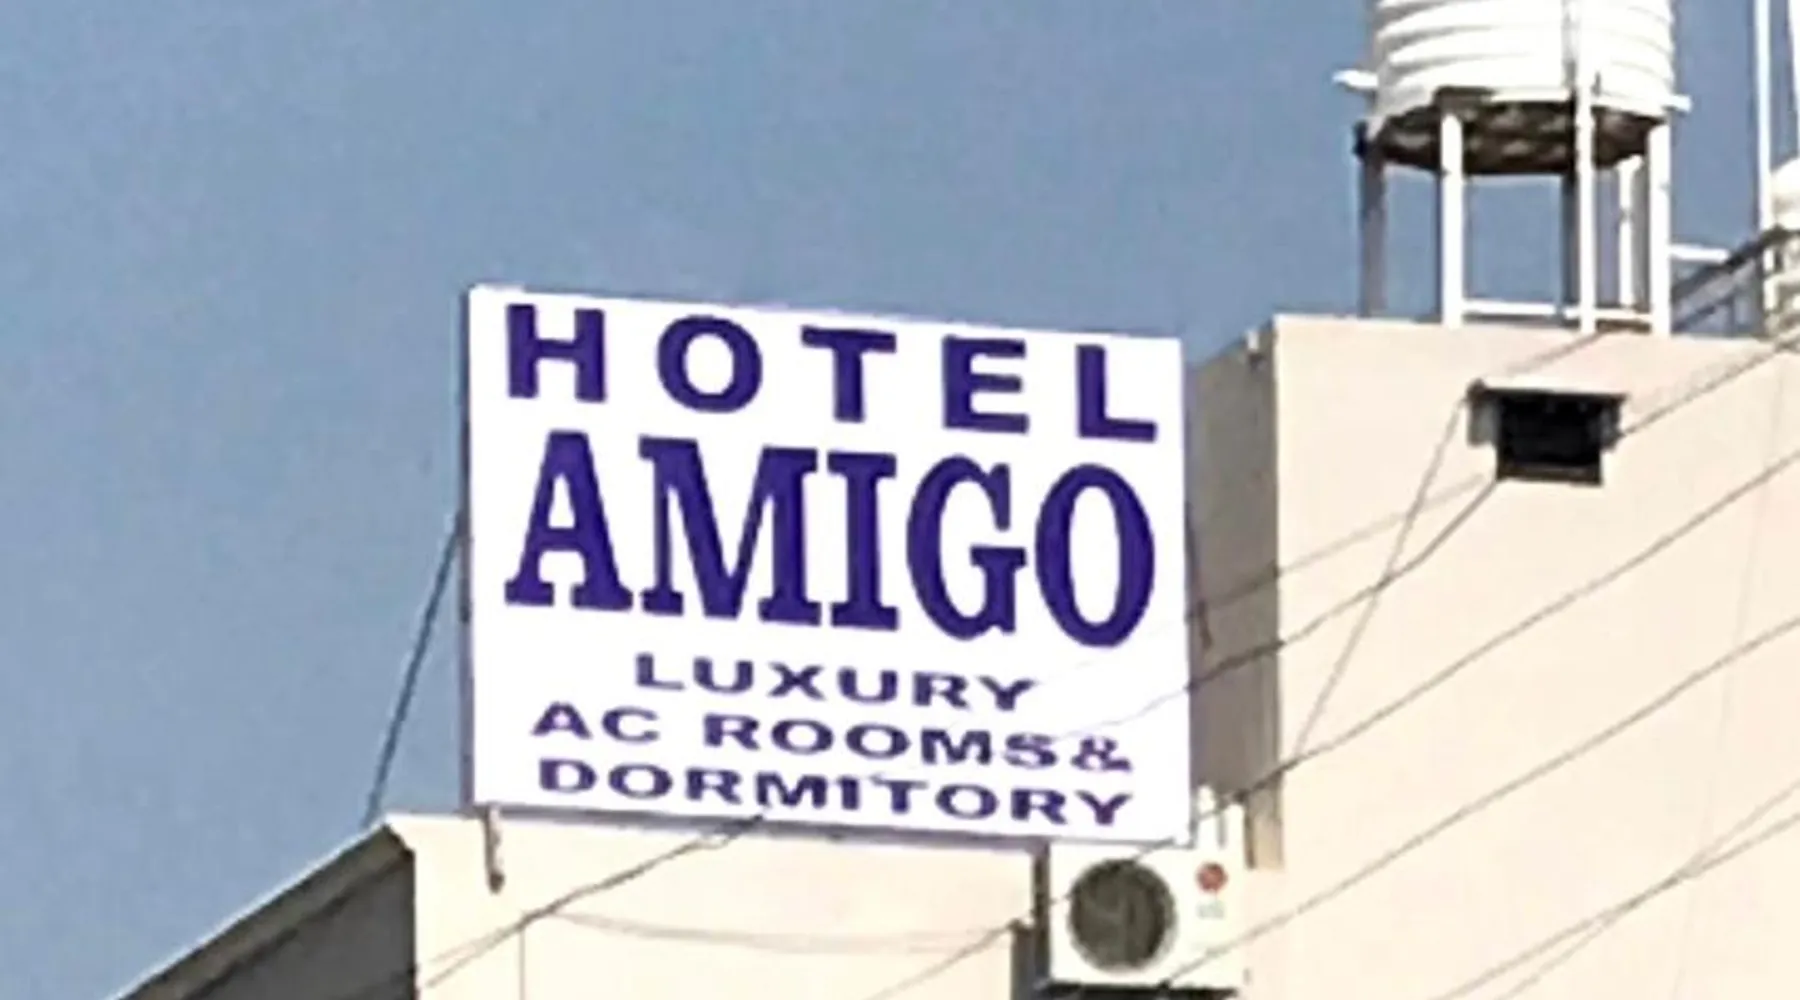 HOTEL
AMIGO
LUXURY
AC ROOMS &
DORMITORY